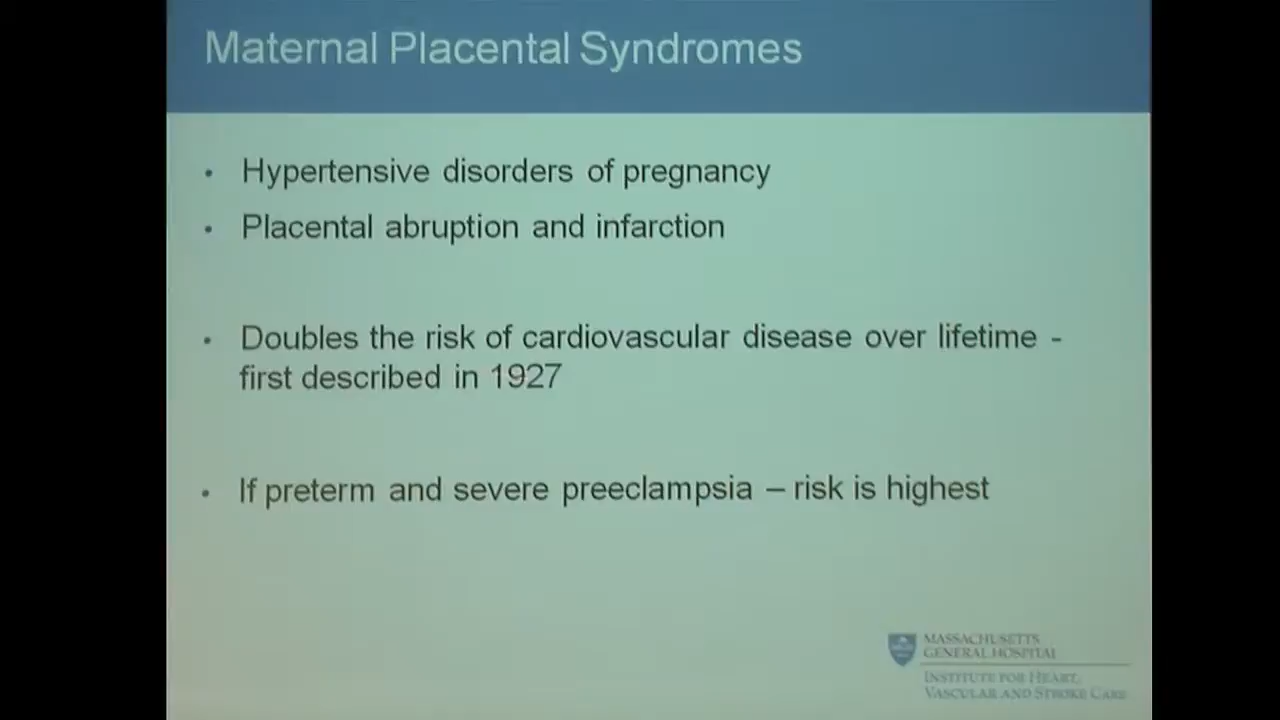 Maternal Placental Syndromes
• Hypertensive disorders of pregnancy
• Placental abruption and infarction
• Doubles the risk of cardiovascular disease over lifetime -
first described in 1927
• If preterm and severe preeclampsia – risk is highest
MASSACHUSETTS
GENERAL HOSPITAL
INSTITUTE FOR HEART,
VASCULAR AND STROKE CARE